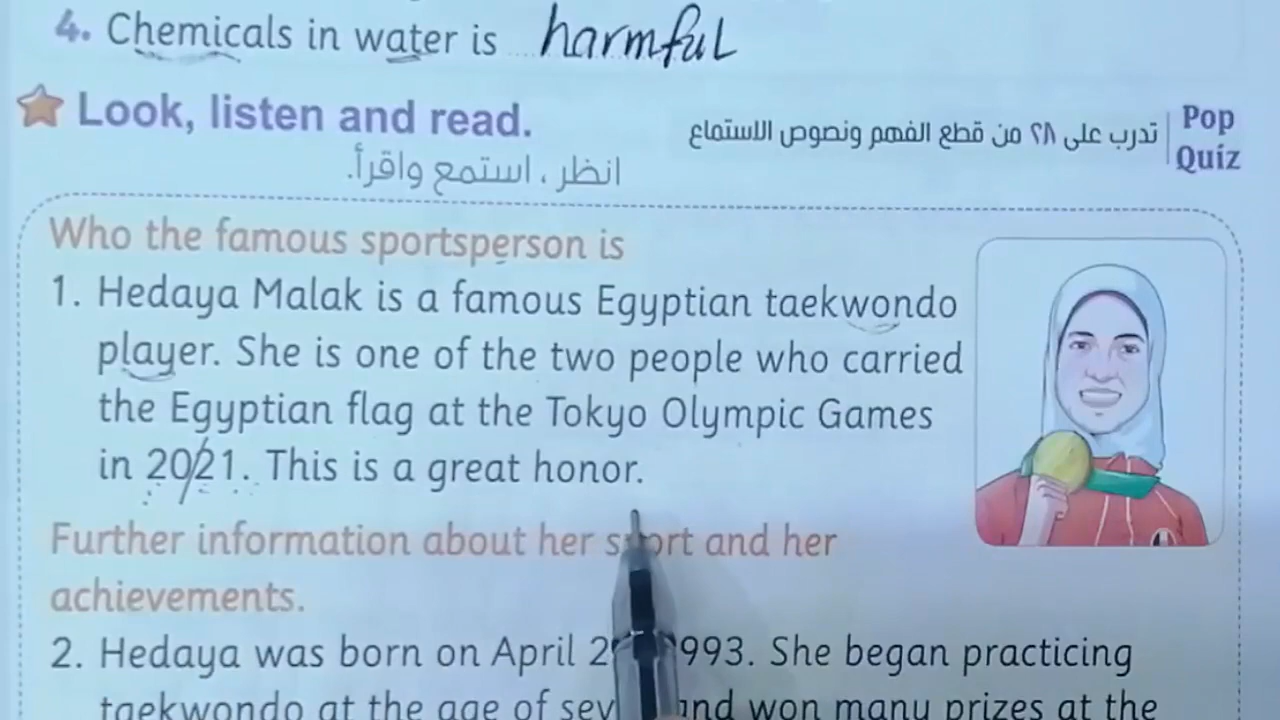 4. Chemicals in water is harmful
Look, listen and read.
تدرب على ٢٨ من قطع الفهم ونصوص الاستماع
Pop
Quiz
انظر ، استمع واقرأ.
Who the famous sportsperson is
1. Hedaya Malak is a famous Egyptian taekwondo
player. She is one of the two people who carried
the Egyptian flag at the Tokyo Olympic Games
in 2021. This is a great honor.
Further information about her sport and her
achievements.
2. Hedaya was born on April 993. She began practicing
taekwondo at the age of and won many prizes at the